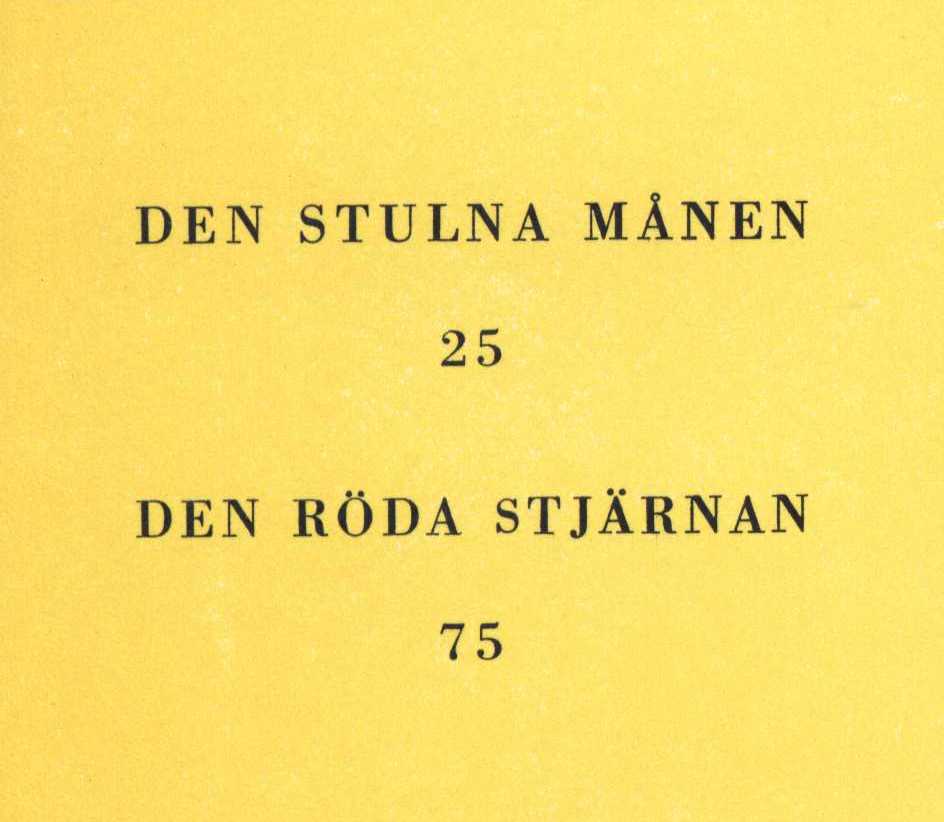 DEN STULNA MÅNEN
25
DEN RÖDA STJÄRNAN
75